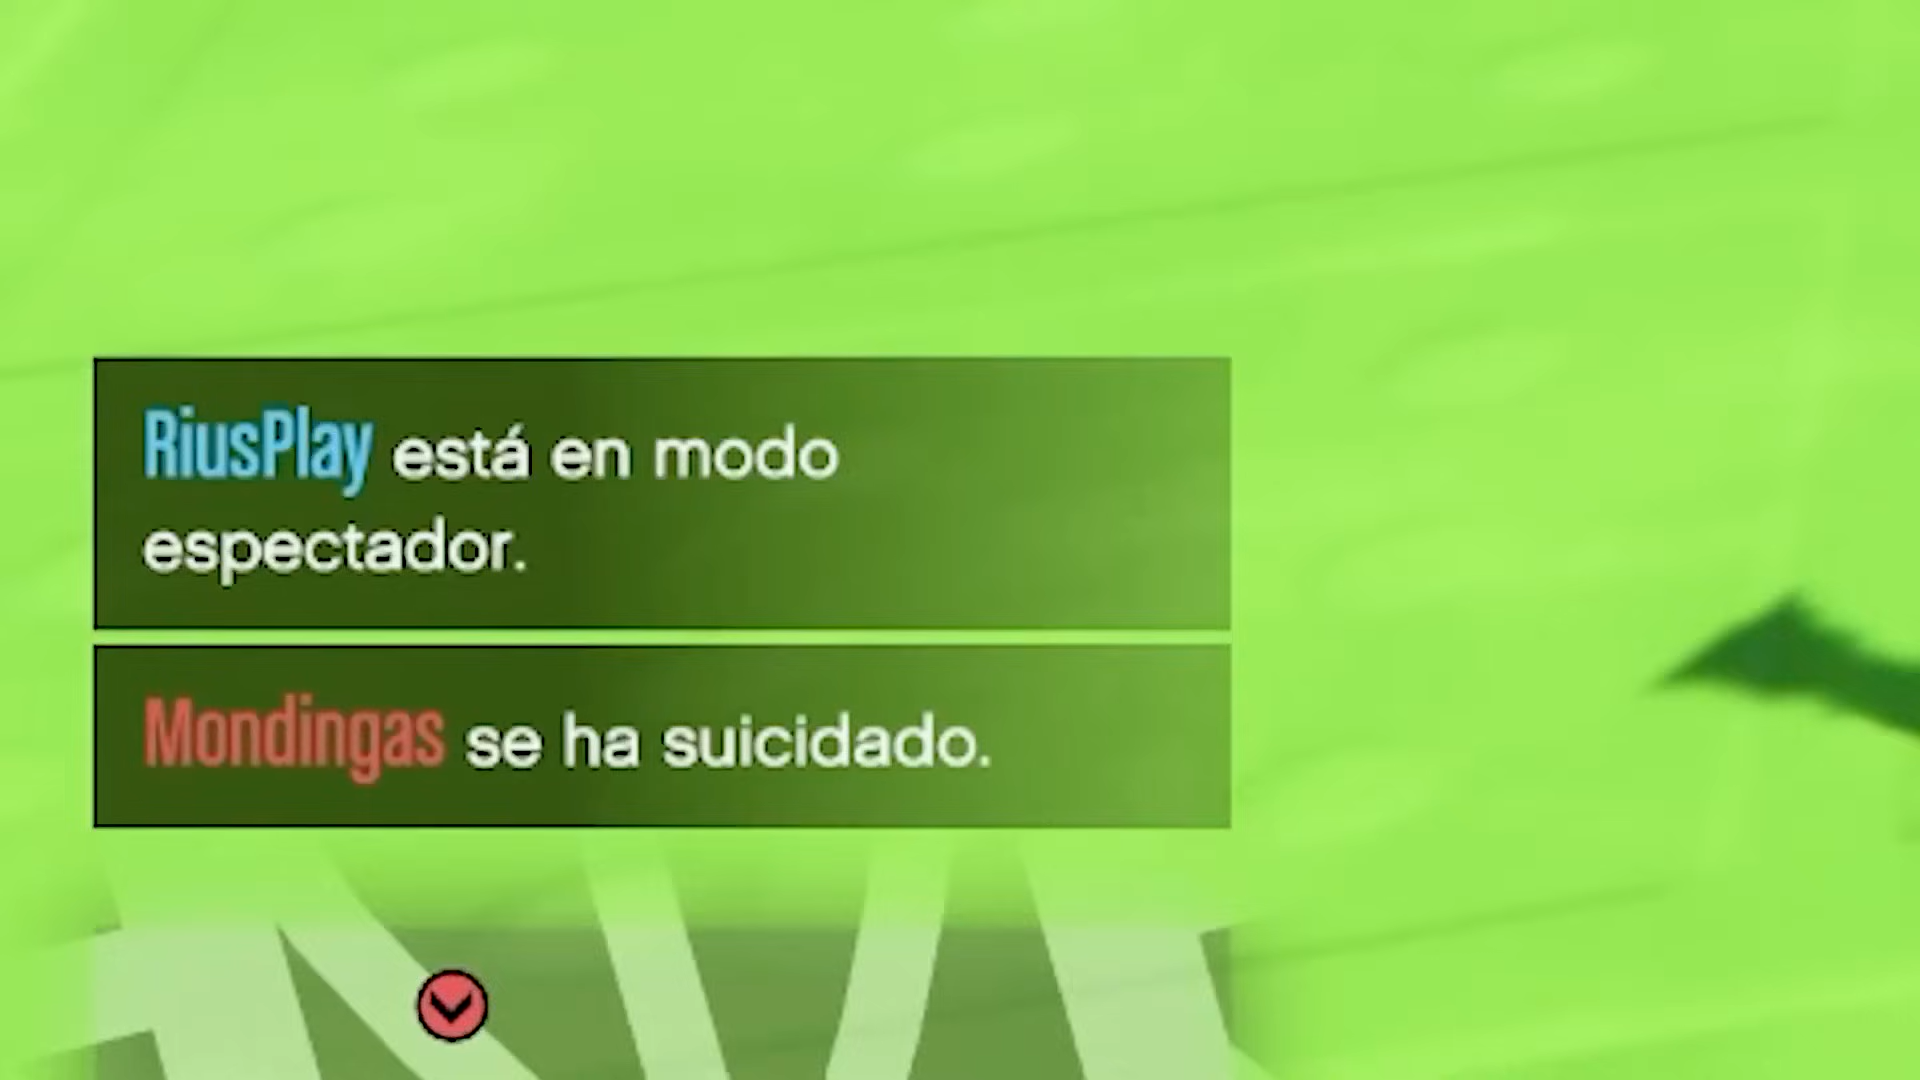 RiusPlay está en modo
espectador.
Mondingas se ha suicidado.